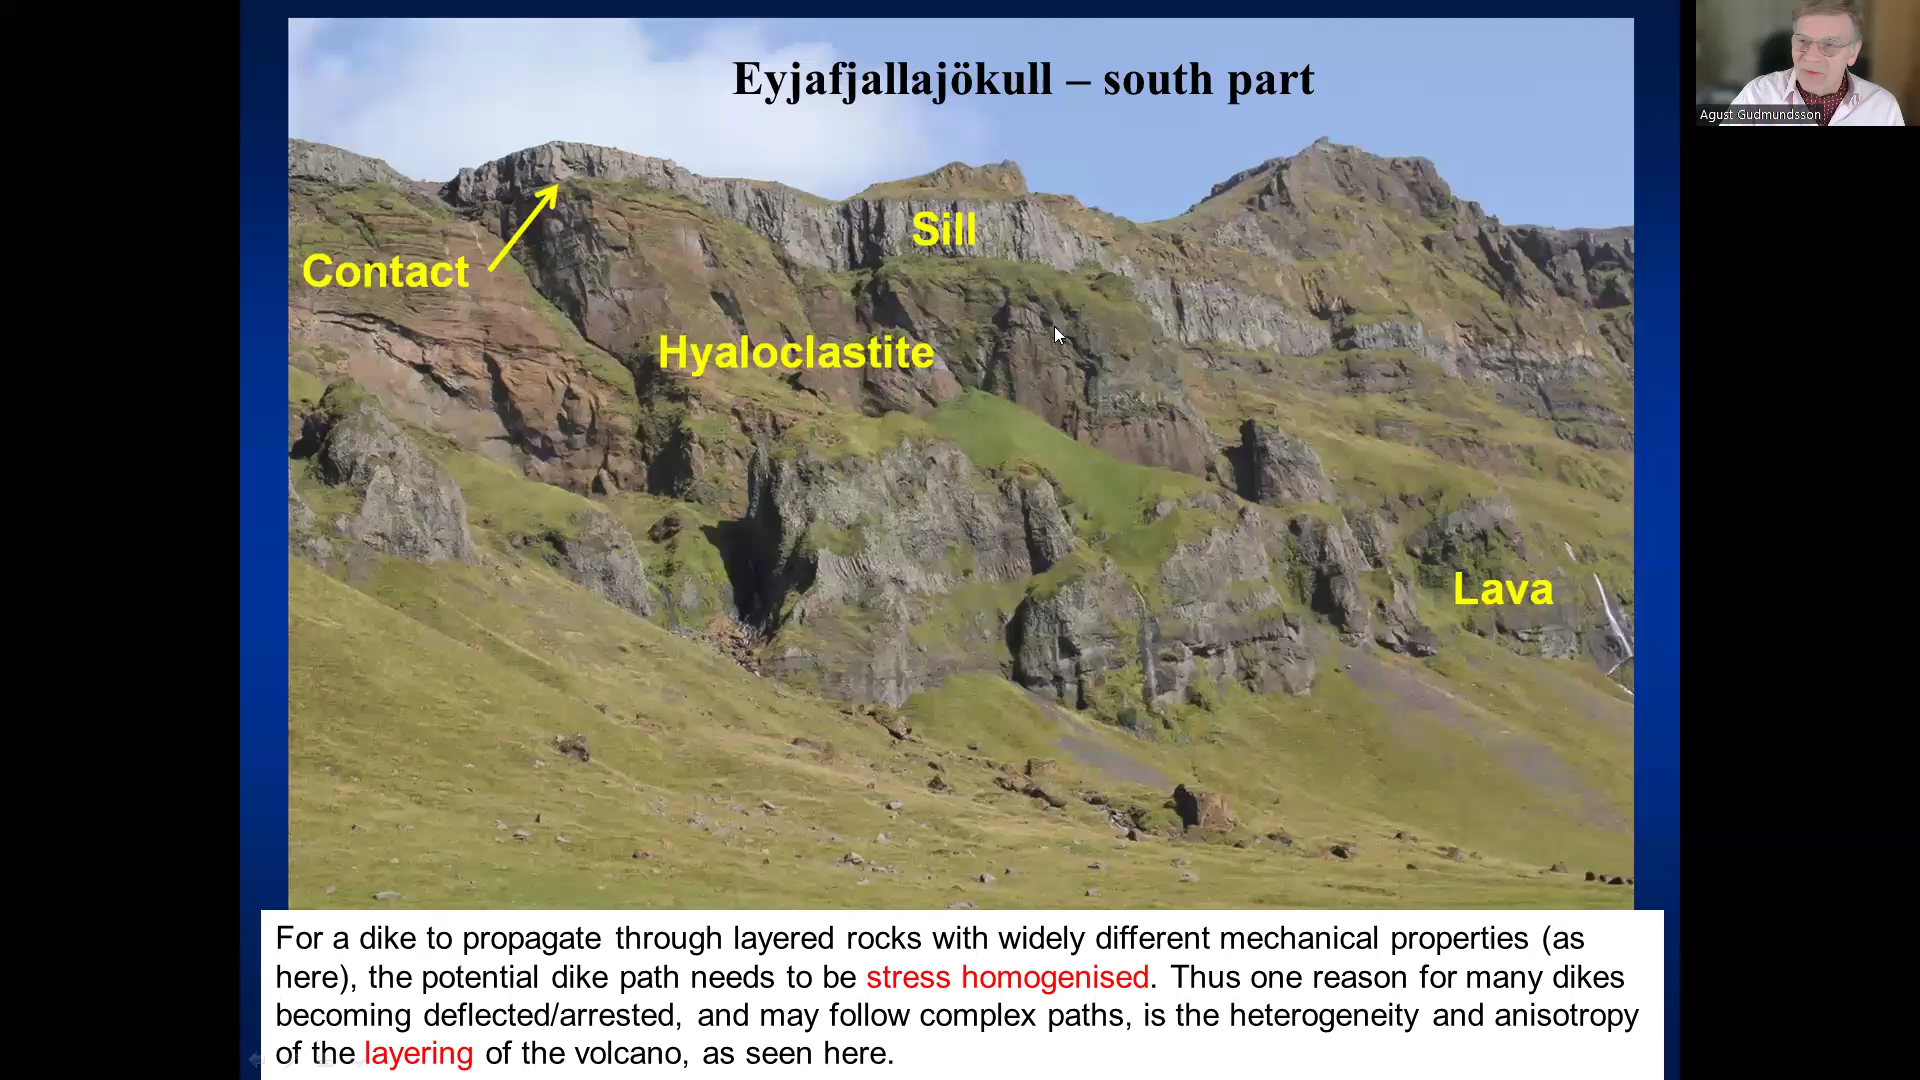 Eyjafjallajökull – south part
Agust Gudmundsson
Sill
Contact
Hyaloclastite
Lava
For a dike to propagate through layered rocks with widely different mechanical properties (as
here), the potential dike path needs to be stress homogenised. Thus one reason for many dikes
becoming deflected/arrested, and may follow complex paths, is the heterogeneity and anisotropy
of the layering of the volcano, as seen here.